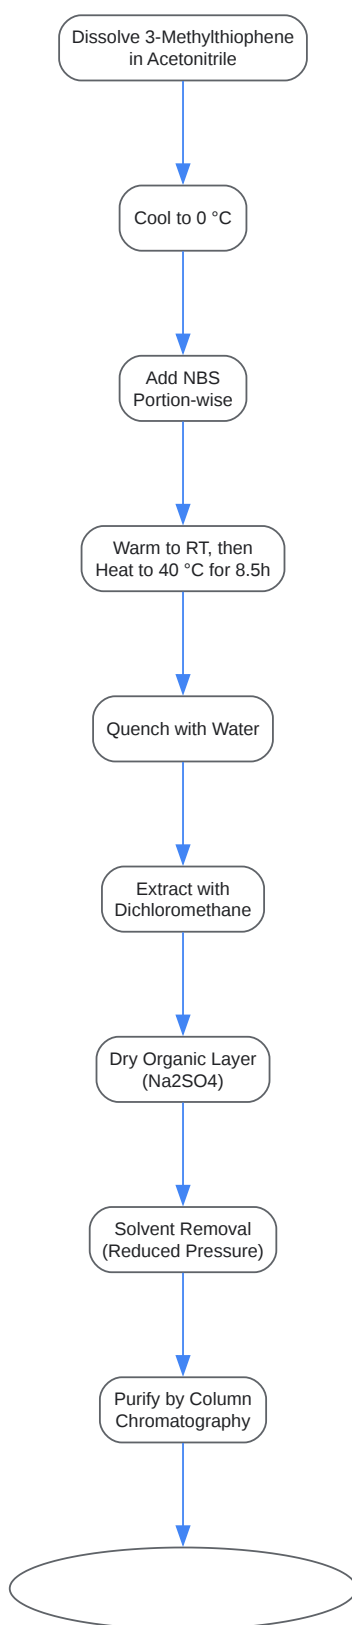 Dissolve 3-Methylthiophene
in Acetonitrile
Cool to 0 °C
Add NBS
Portion-wise
Warm to RT, then
Heat to 40 °C for 8.5h
Quench with Water
Extract with
Dichloromethane
Dry Organic Layer
(Na2SO4)
Solvent Removal
(Reduced Pressure)
Purify by Column
Chromatography